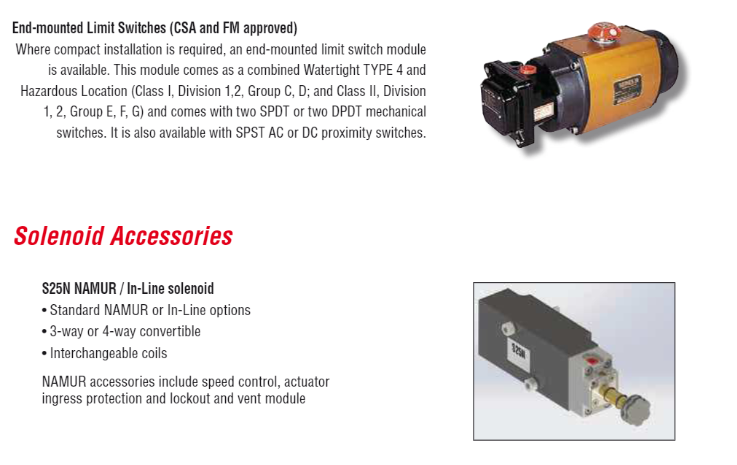 End-mounted Limit Switches (CSA and FM approved)
Where compact installation is required, an end-mounted limit switch module
is available. This module comes as a combined Watertight TYPE 4 and
Hazardous Location (Class I, Division 1,2, Group C, D; and Class II, Division
1, 2, Group E, F, G) and comes with two SPDT or two DPDT mechanical
switches. It is also available with SPST AC or DC proximity switches.
Solenoid Accessories
S25N NAMUR / In-Line solenoid
• Standard NAMUR or In-Line options
• 3-way or 4-way convertible
• Interchangeable coils
S25N
NAMUR accessories include speed control, actuator
ingress protection and lockout and vent module